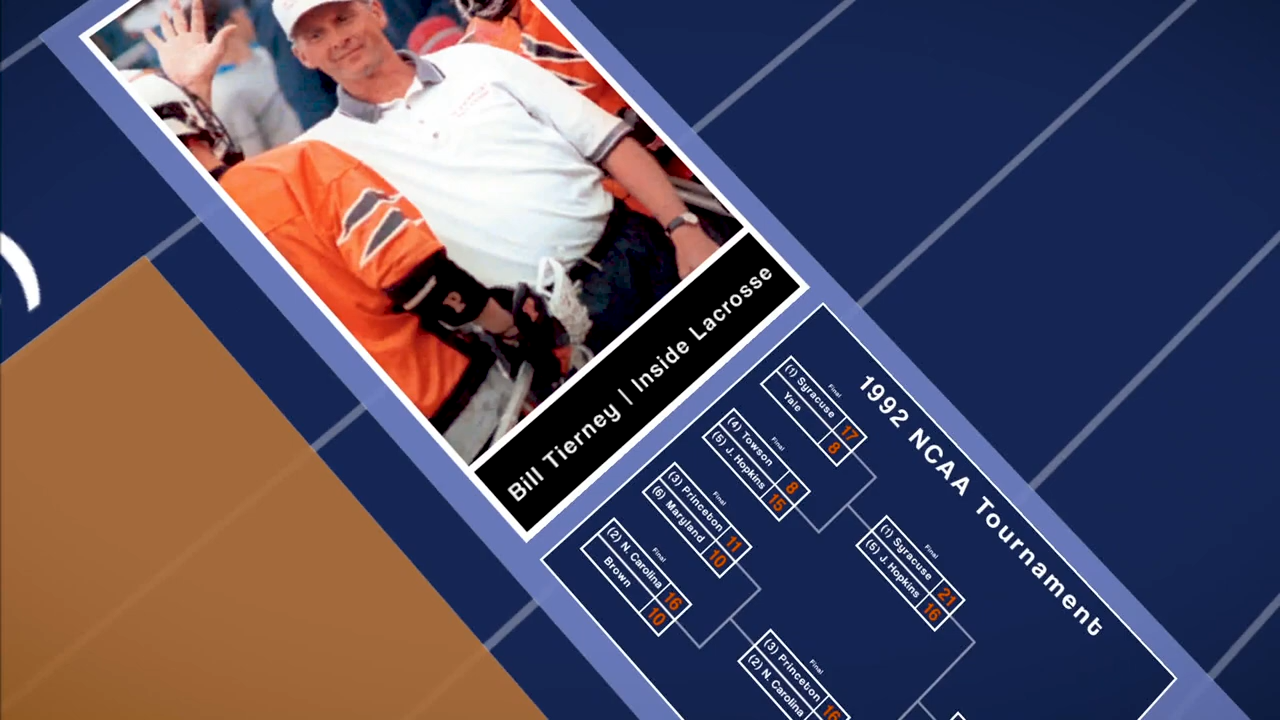 P
Bill Tierney | Inside Lacrosse
1992 NCAA Tournament
Final
(1) Syracuse 17
Yale 8
Final
(4) Towson 8
(5) J. Hopkins 15
Final
(3) Princeton 11
(6) Maryland 10
Final
(2) N. Carolina 16
Brown 10
Final
(1) Syracuse 21
(5) J. Hopkins 16
Final
(3) Princeton 16
(2) N. Carolina